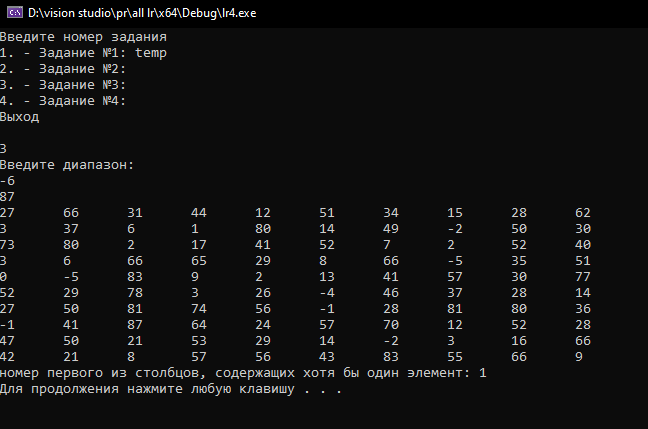 D:\vision studio\pr\all lr\x64\Debug\lr4.exe
Введите номер задания
1. - Задание №1: temp
2. - Задание №2:
3. - Задание №3:
4. - Задание №4:
Выход
3
Введите диапазон:
-6
87
27 66 31 44 12 51 34 15 28 62
3 37 6 1 80 14 49 -2 50 30
73 80 2 17 41 52 7 2 52 40
3 6 66 65 29 8 66 -5 35 51
0 -5 83 9 2 13 41 57 30 77
52 29 78 3 26 -4 46 37 28 14
27 50 81 74 56 -1 28 81 80 36
-1 41 87 64 24 57 70 12 52 28
47 50 21 53 29 14 -2 3 16 66
42 21 8 57 56 43 83 55 66 9
номер первого из столбцов, содержащих хотя бы один элемент: 1
Для продолжения нажмите любую клавишу . . .